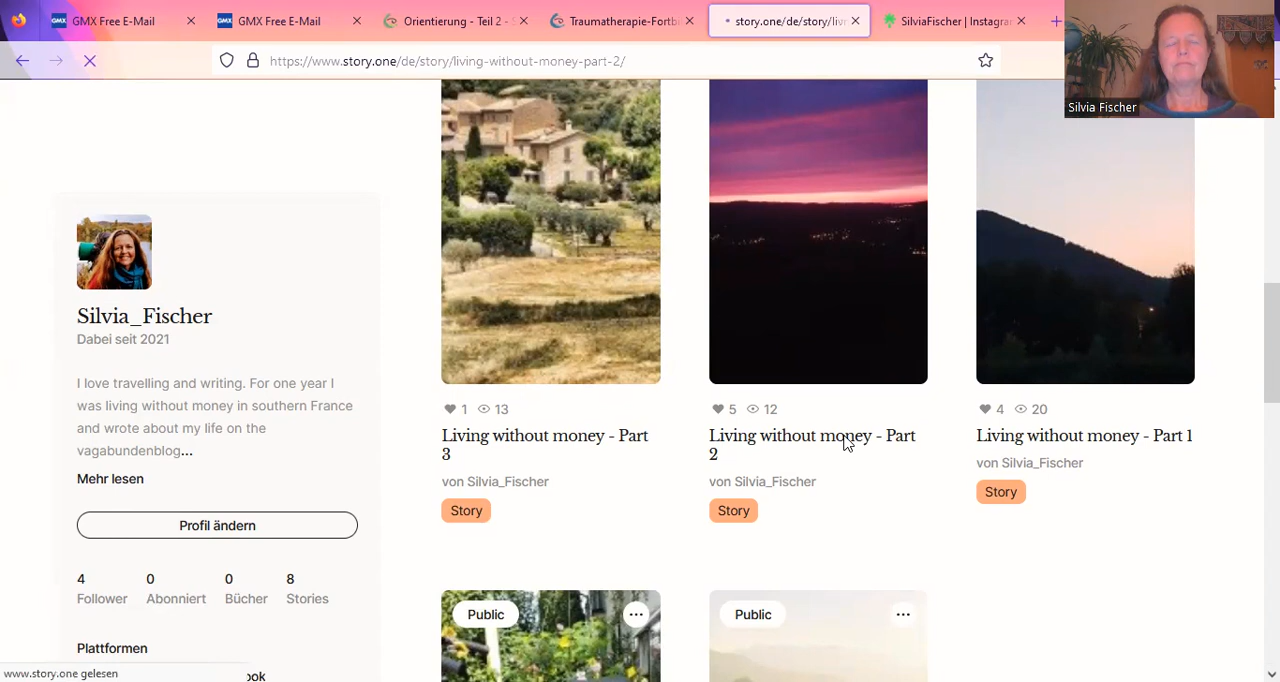 GMX Free E-Mail
GMX Free E-Mail
Orientierung - Teil 2 - S
Traumatherapie-Fortbi
story.one/de/story/livi
SilviaFischer | Instagra
https://www.story.one/de/story/living-without-money-part-2/
Silvia Fischer
Silvia_Fischer
Dabei seit 2021
I love travelling and writing. For one year I
was living without money in southern France
and wrote about my life on the
vagabundenblog...
Mehr lesen
Profil ändern
4
0
0
8
Follower
Abonniert
Bücher
Stories
Plattformen
ook
www.story.one gelesen
1 13
Living without money - Part
3
von Silvia_Fischer
Story
5 12
Living without money - Part
2
von Silvia_Fischer
Story
4 20
Living without money - Part 1
von Silvia_Fischer
Story
Public
Public